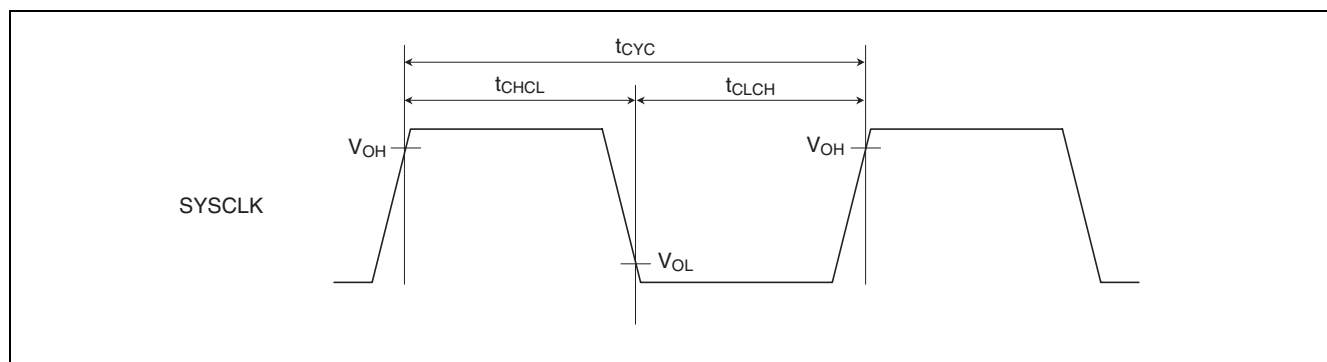 tCYC
tCHCL
tCLCH
VOH
VOH
SYSCLK
VOL